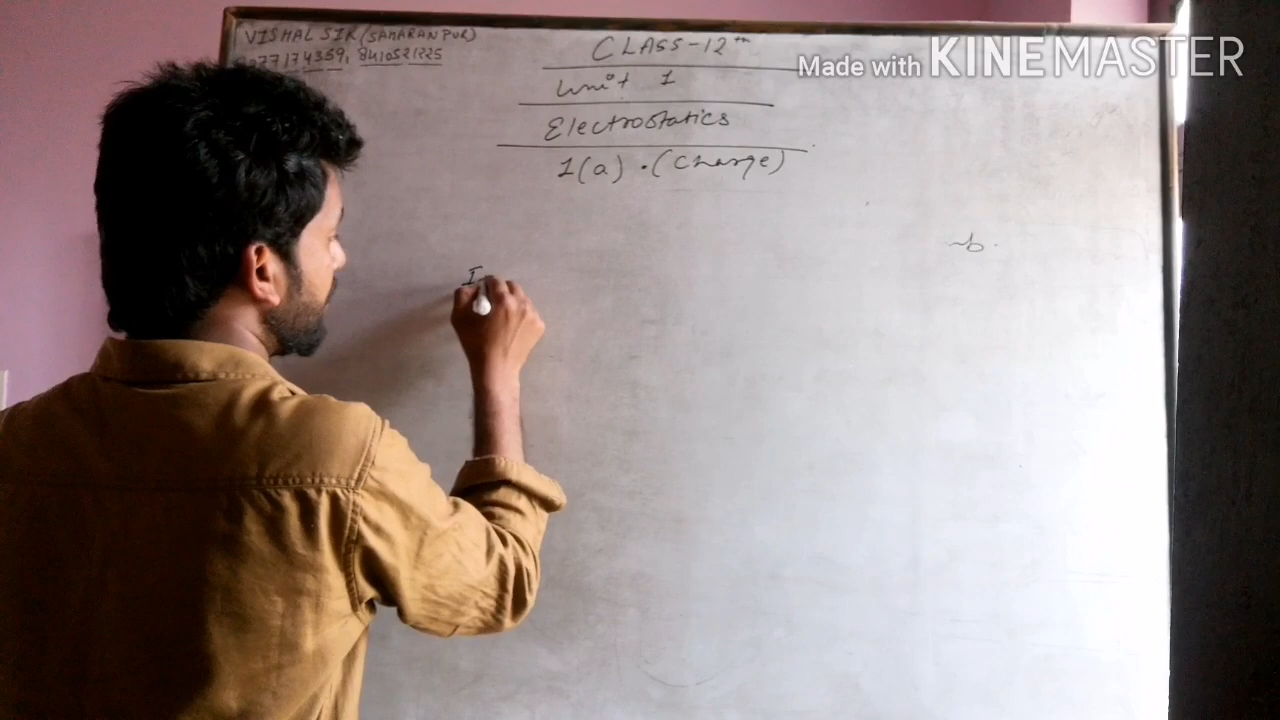 VISHAL SIR (SAHARANPUR)
8410521225
CLASS-12th
Unit 1
Electrostatics
1(a) . (Charge)
I
Made with KINEMASTER